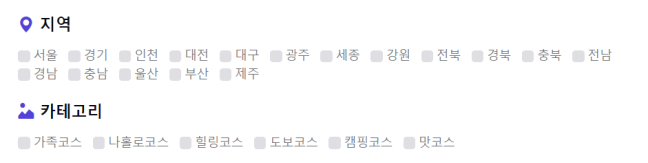 지역
서울 경기 인천 대전 대구 광주 세종 강원 전북 경북 충북 전남
경남 충남 울산 부산 제주
카테고리
가족코스 나홀로코스 힐링코스 도보코스 캠핑코스 맛코스